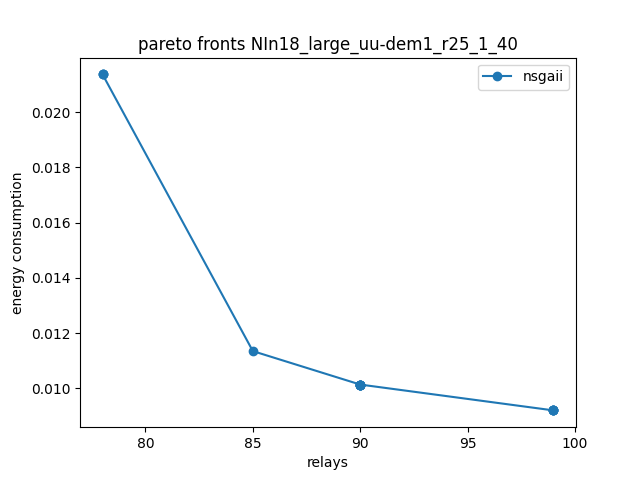 pareto fronts NIn18_large_uu-dem1_r25_1_40
nsgaii
energy consumption
0.020
0.018
0.016
0.014
0.012
0.010
80 85 90 95 100
relays